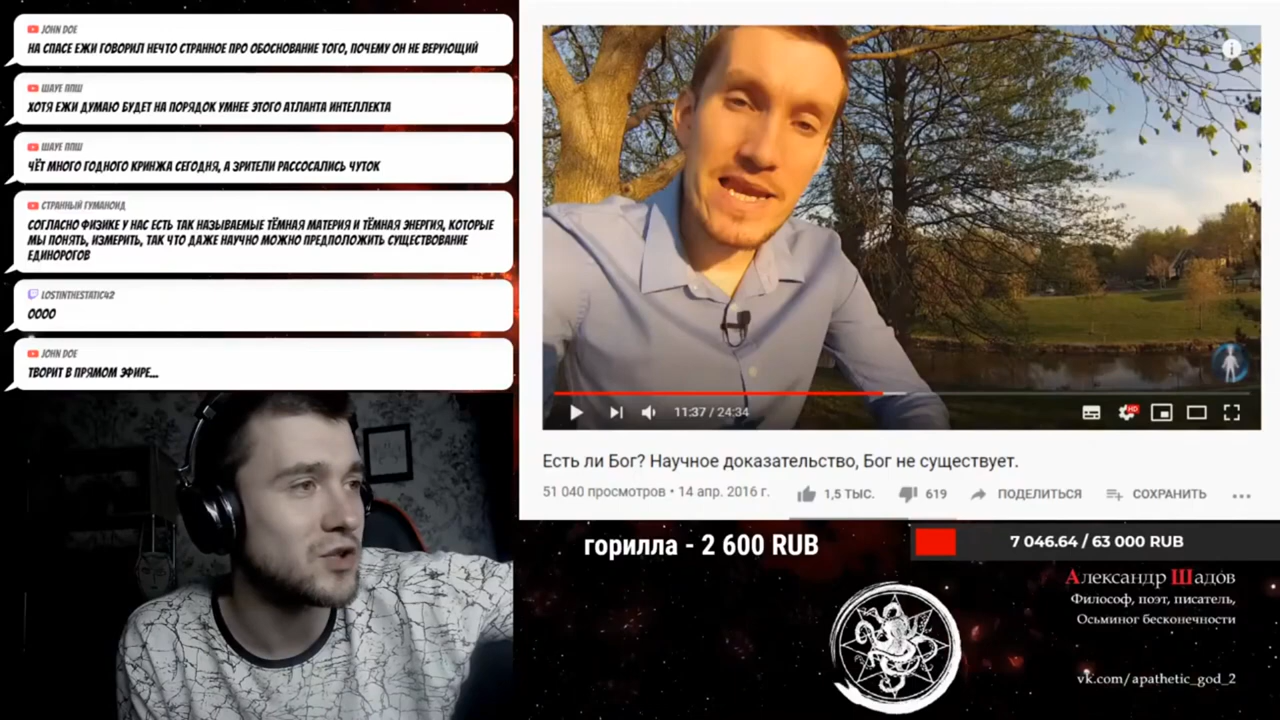 JOHN DOE
НА СПАСЕ ЕЖИ ГОВОРИЛ НЕЧТО СТРАННОЕ ПРО ОБОСНОВАНИЕ ТОГО, ПОЧЕМУ ОН НЕ ВЕРУЮЩИЙ
ШАУЕ ППШ
ХОТЯ ЕЖИ ДУМАЮ БУДЕТ НА ПОРЯДОК УМНЕЕ ЭТОГО АТЛАНТА ИНТЕЛЛЕКТА
ШАУЕ ППШ
ЧЁТ МНОГО ГОДНОГО КРИНЖА СЕГОДНЯ, А ЗРИТЕЛИ РАССОСАЛИСЬ ЧУТОК
СТРАННЫЙ ГУМАНОИД
СОГЛАСНО ФИЗИКЕ У НАС ЕСТЬ ТАК НАЗЫВАЕМЫЕ ТЁМНАЯ МАТЕРИЯ И ТЁМНАЯ ЭНЕРГИЯ, КОТОРЫЕ
МЫ ПОНЯТЬ, ИЗМЕРИТЬ, ТАК ЧТО ДАЖЕ НАУЧНО МОЖНО ПРЕДПОЛОЖИТЬ СУЩЕСТВОВАНИЕ
ЕДИНОРОГОВ
LOSTINTHESTATIC42
ОООО
JOHN DOE
ТВОРИТ В ПРЯМОМ ЭФИРЕ...
11:37 / 24:34
HD
Есть ли Бог? Научное доказательство, Бог не существует.
51 040 просмотров • 14 апр. 2016 г.
1,5 ТЫС.
619
ПОДЕЛИТЬСЯ
СОХРАНИТЬ
горилла - 2 600 RUB
7 046.64 / 63 000 RUB
Александр Шадов
Философ, поэт, писатель,
Осьминог бесконечности
vk.com/apathetic_god_2